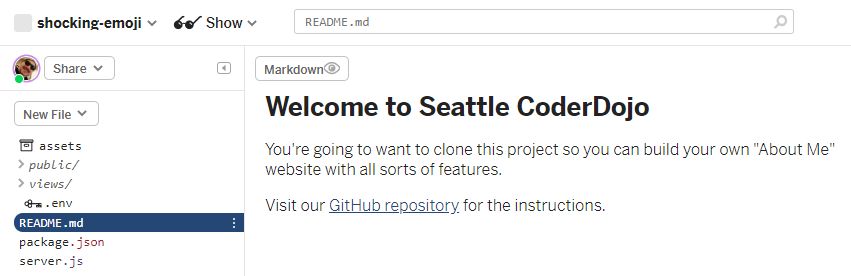 shocking-emoji Show README.md
Share
Markdown
New File
assets
public/
views/
.env
README.md
package.json
server.js
Welcome to Seattle CoderDojo
You're going to want to clone this project so you can build your own "About Me"
website with all sorts of features.
Visit our GitHub repository for the instructions.